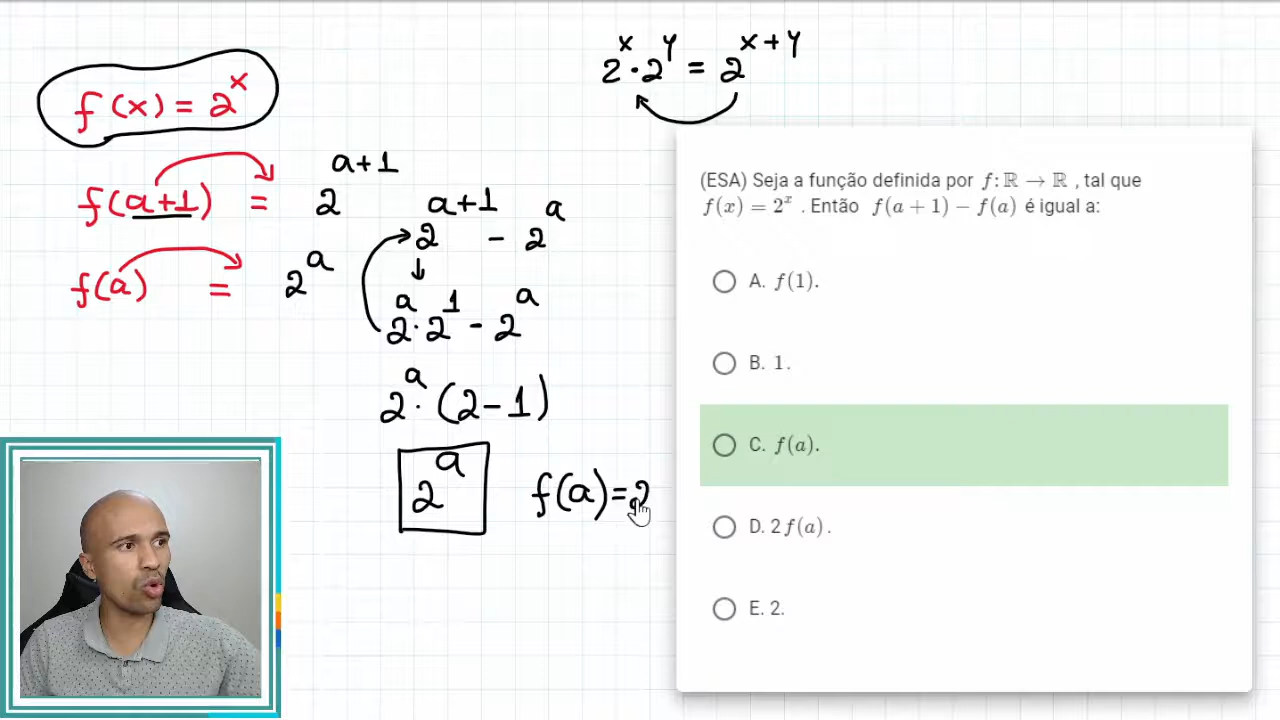 f(x) = 2^x
f(a+1) = 2^{a+1}
f(a) = 2^a
2^{a+1} - 2^a
2^a · 2^1 - 2^a
2^a · (2-1)
2^a
f(a)=2
2^x · 2^y = 2^{x+y}
(ESA) Seja a função definida por f: ℝ → ℝ , tal que
f(x) = 2^x . Então f(a + 1) − f(a) é igual a:
A. f(1).
B. 1.
C. f(a).
D. 2f(a).
E. 2.